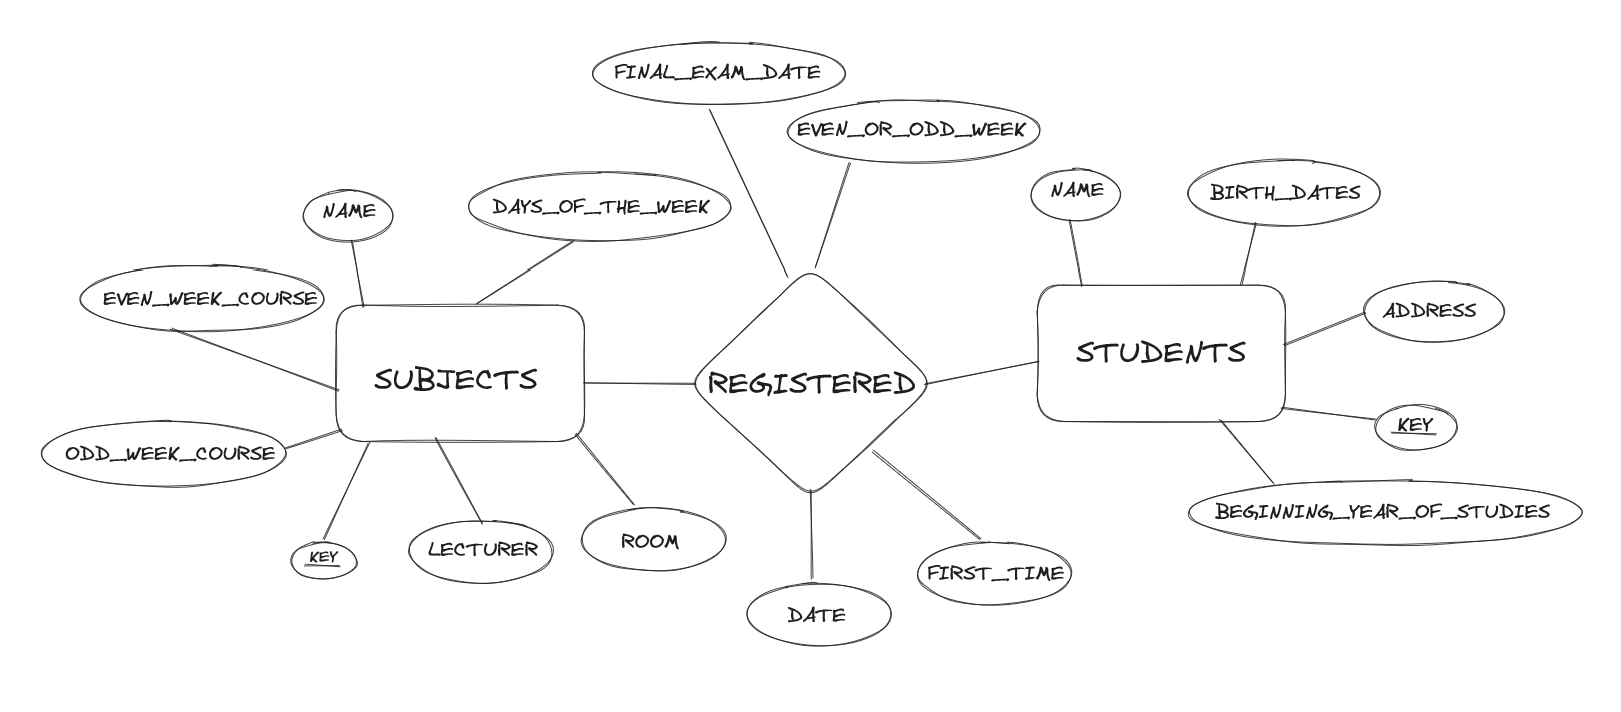 FINAL_EXAM_DATE
EVEN_OR_ODD_WEEK
NAME
DAYS_OF_THE_WEEK
NAME
BIRTH_DATES
EVEN_WEEK_COURSE
ADDRESS
SUBJECTS
REGISTERED
STUDENTS
KEY
ODD_WEEK_COURSE
BEGINNING_YEAR_OF_STUDIES
KEY
LECTURER
ROOM
FIRST_TIME
DATE